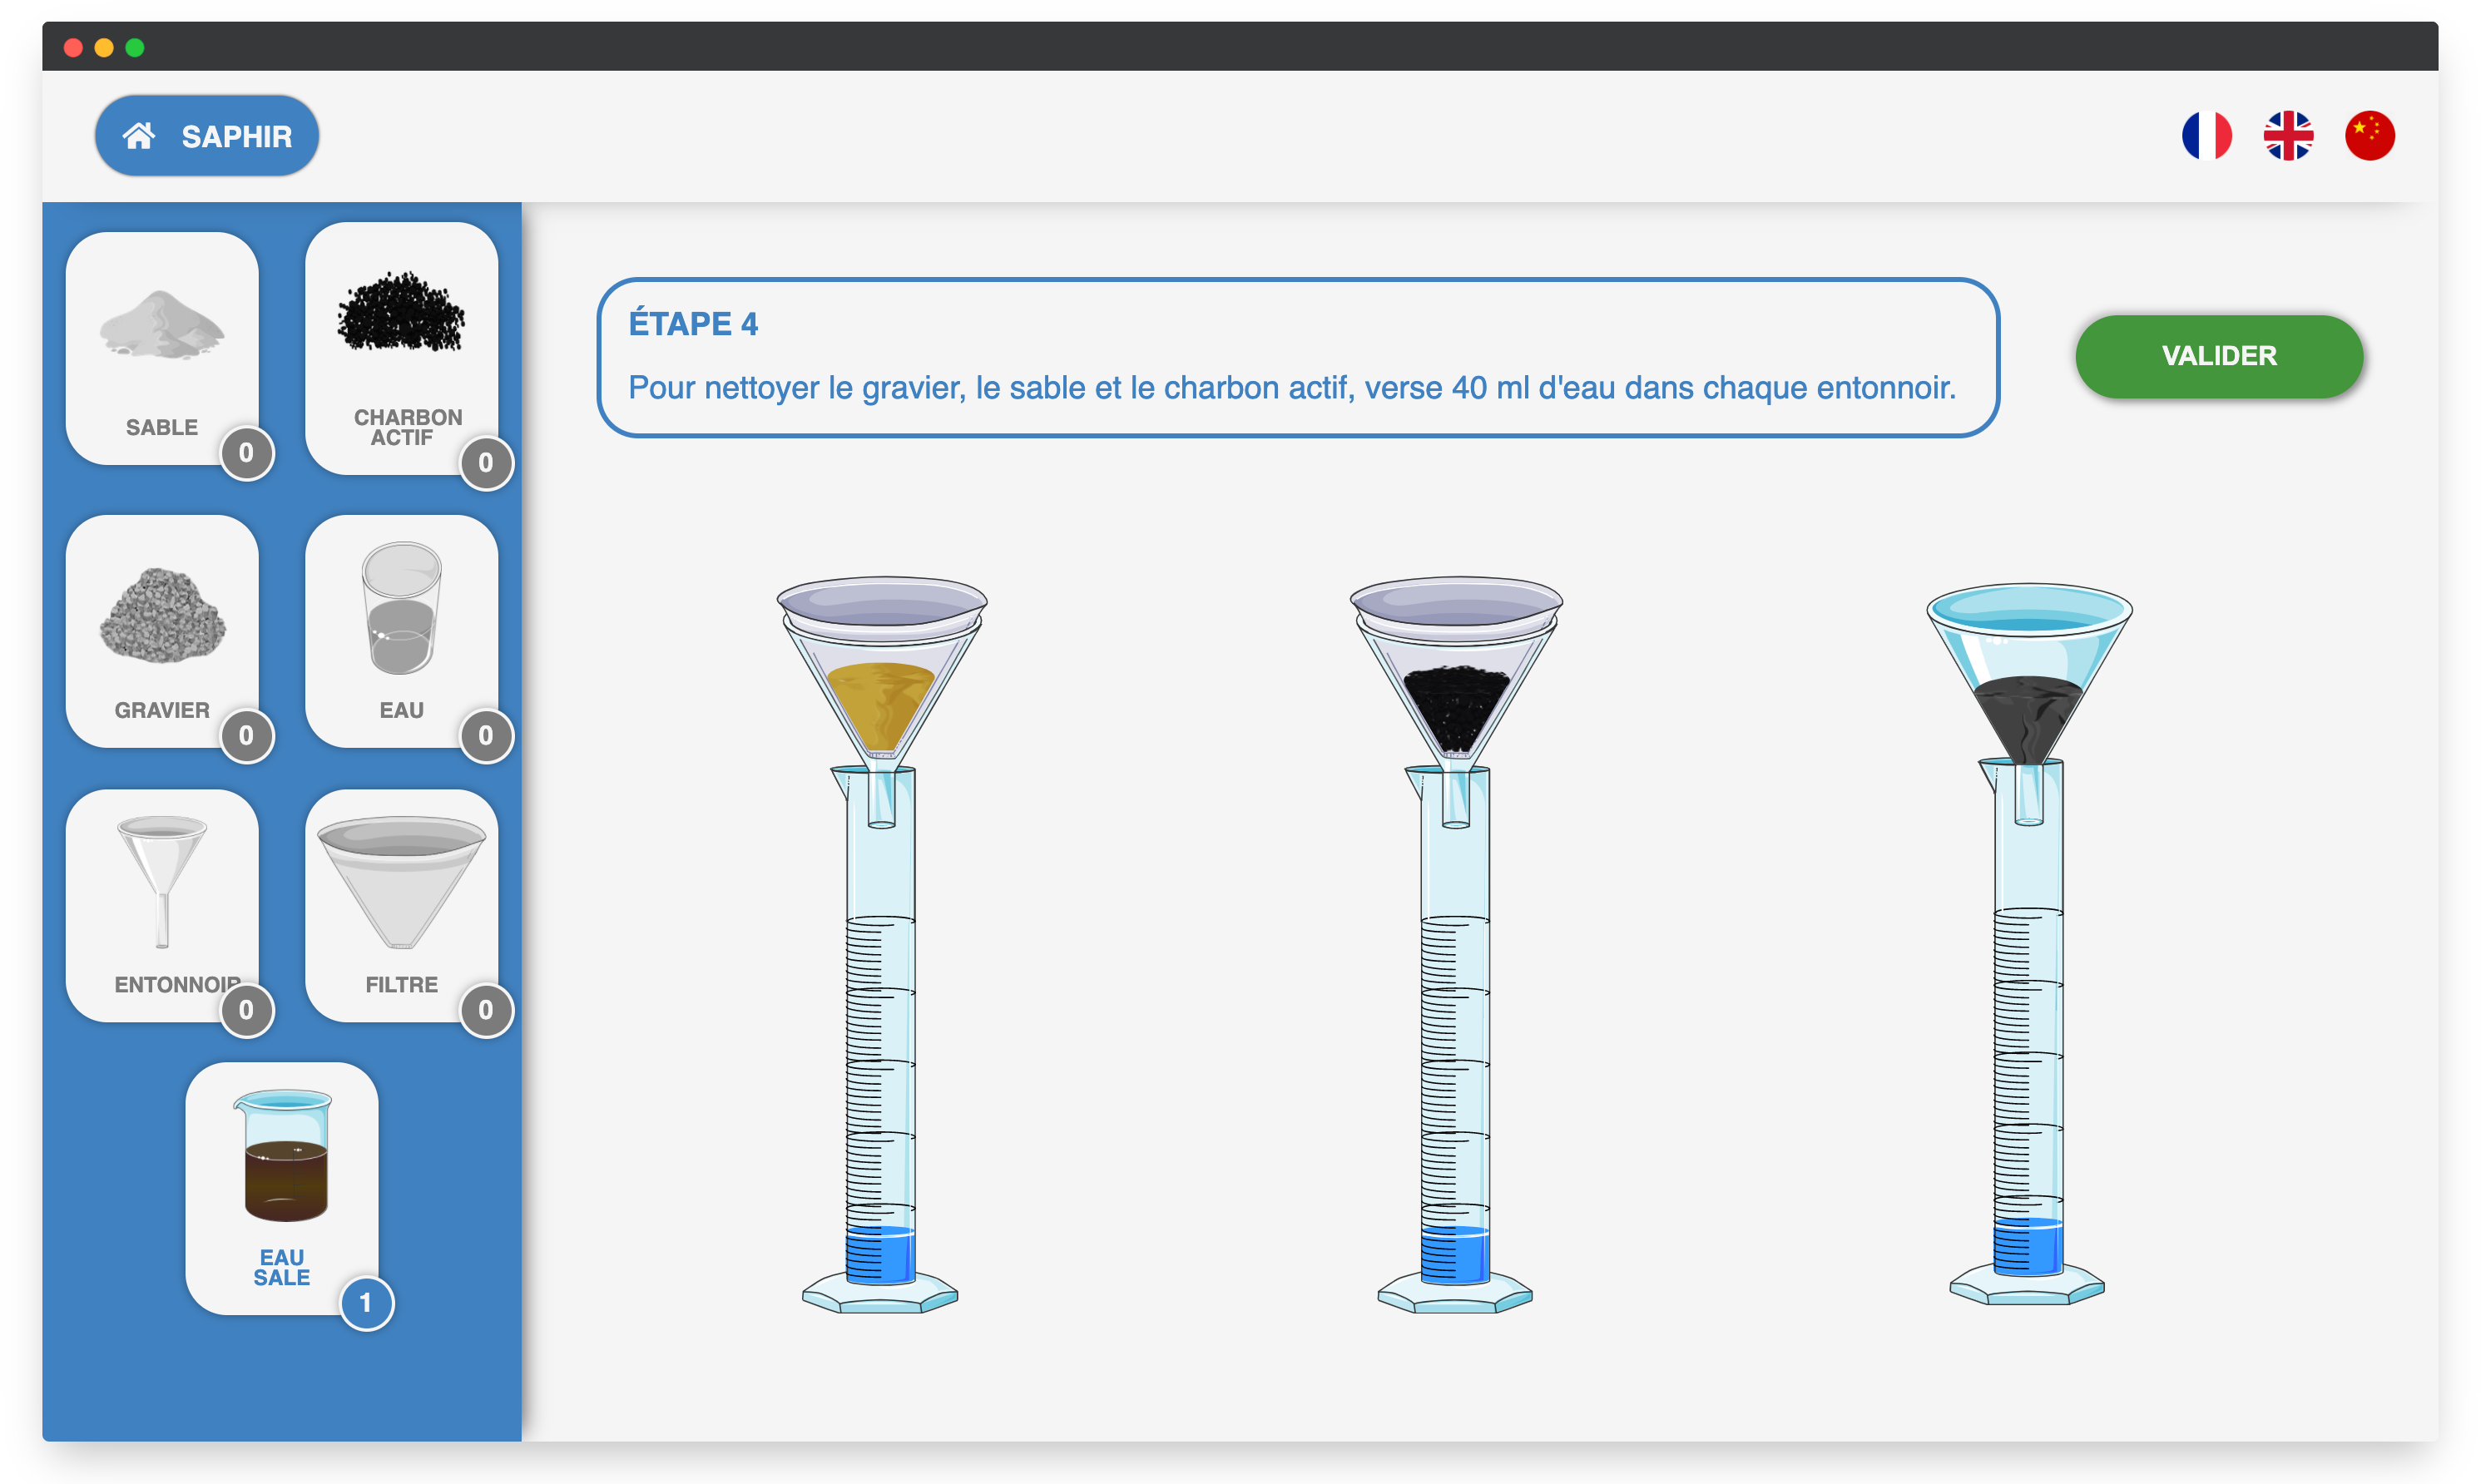 SAPHIR
SABLE
0
CHARBON
ACTIF
0
GRAVIER
0
EAU
0
ENTONNOIR
0
FILTRE
0
EAU
SALE
1
ÉTAPE 4
Pour nettoyer le gravier, le sable et le charbon actif, verse 40 ml d'eau dans chaque entonnoir.
VALIDER